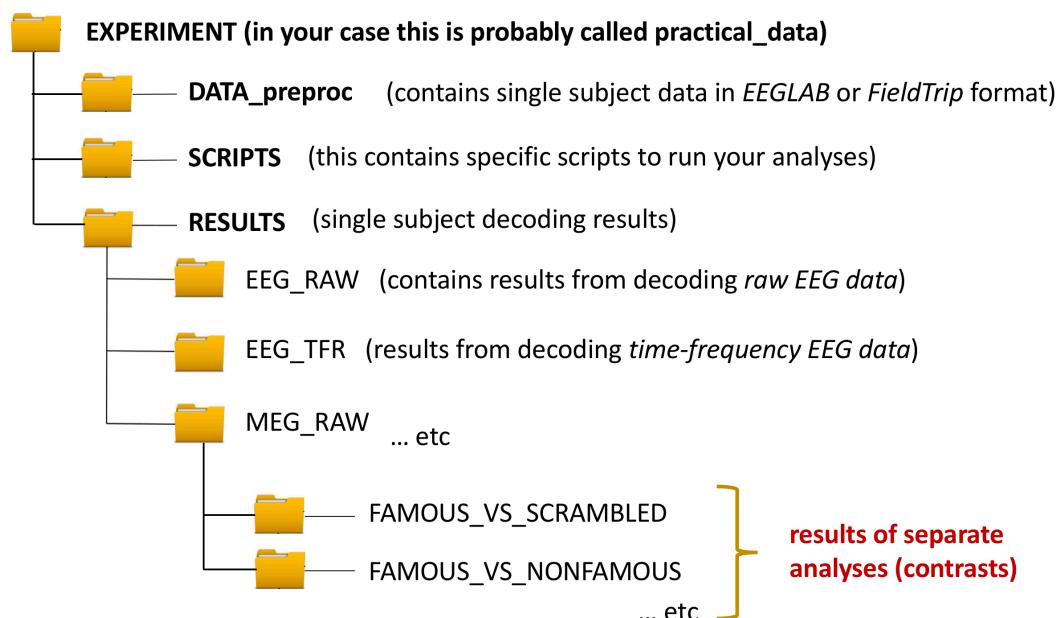 EXPERIMENT (in your case this is probably called practical_data)
DATA_preproc (contains single subject data in EEGLAB or FieldTrip format)
SCRIPTS (this contains specific scripts to run your analyses)
RESULTS (single subject decoding results)
EEG_RAW (contains results from decoding raw EEG data)
EEG_TFR (results from decoding time-frequency EEG data)
MEG_RAW
... etc
FAMOUS_VS_SCRAMBLED
FAMOUS_VS_NONFAMOUS
results of separate
analyses (contrasts)
... etc